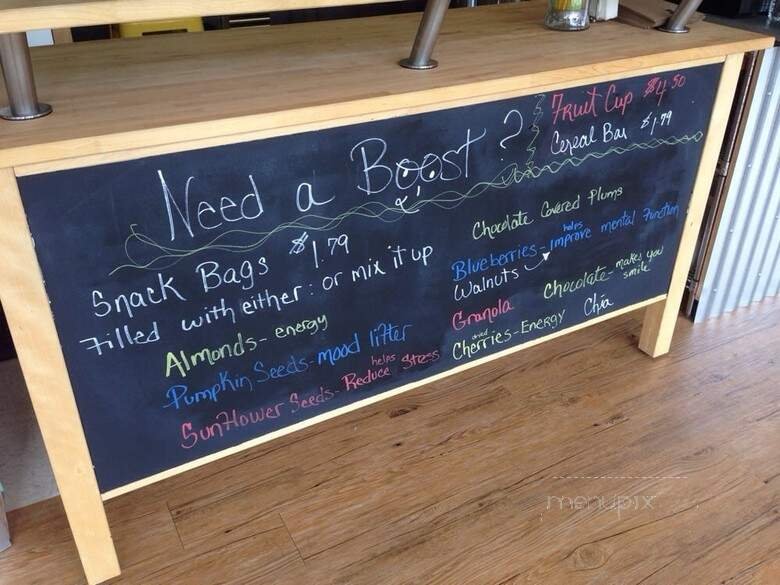 Need a Boost?
Fruit Cup $4.50
Cereal Bar $1.79
Snack Bags $1.79
Filled with either: or mix it up
Almonds - energy
Pumpkin Seeds - mood lifter
Sunflower Seeds - helps Reduce Stress
Chocolate Covered Plums
Blueberries - helps improve mental function
Walnuts
Chocolate - makes you smile
Granola
dried Cherries - Energy
Chia
menupix